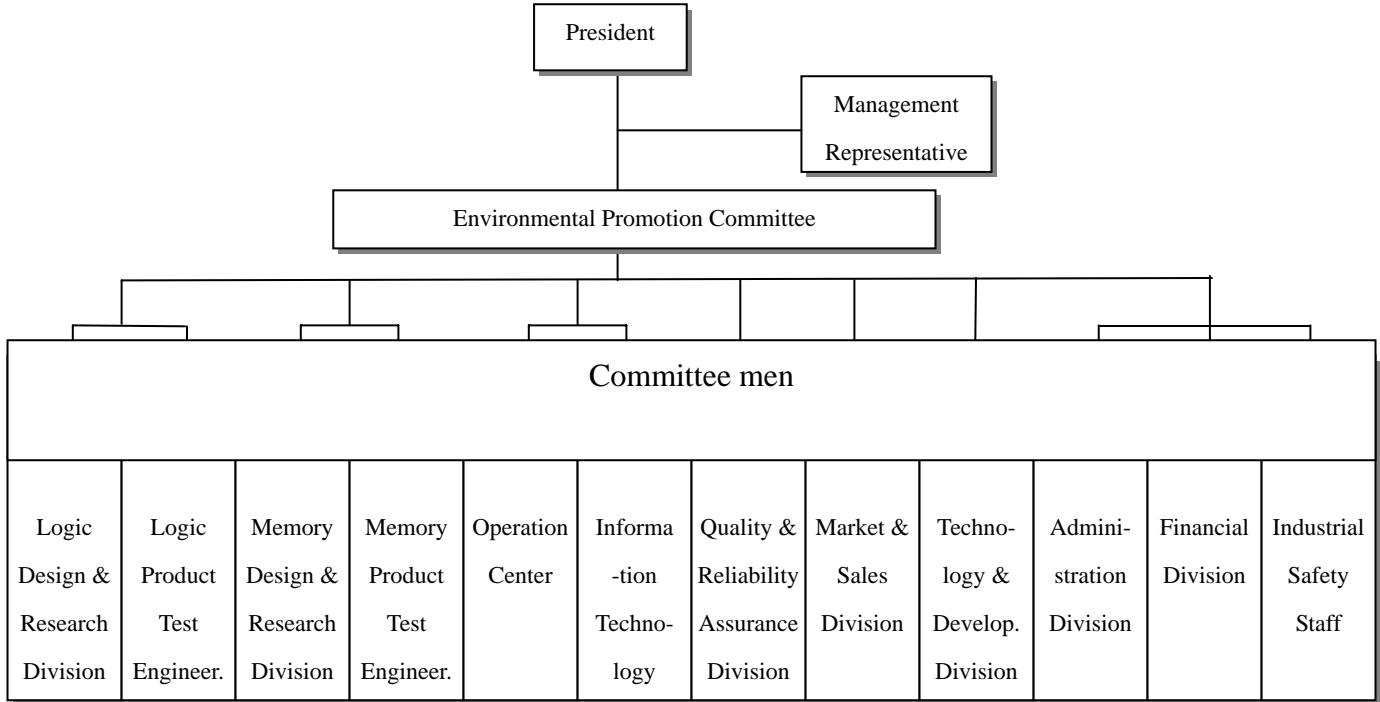 President
Management
Representative
Environmental Promotion Committee
Committee men
Logic
Design &
Research
Division
Logic
Product
Test
Engineer.
Memory
Design &
Research
Division
Memory
Product
Test
Engineer.
Operation
Center
Informa
-tion
Techno-
logy
Quality &
Reliability
Assurance
Division
Market &
Sales
Division
Techno-
logy &
Develop.
Division
Admini-
stration
Division
Financial
Division
Industrial
Safety
Staff